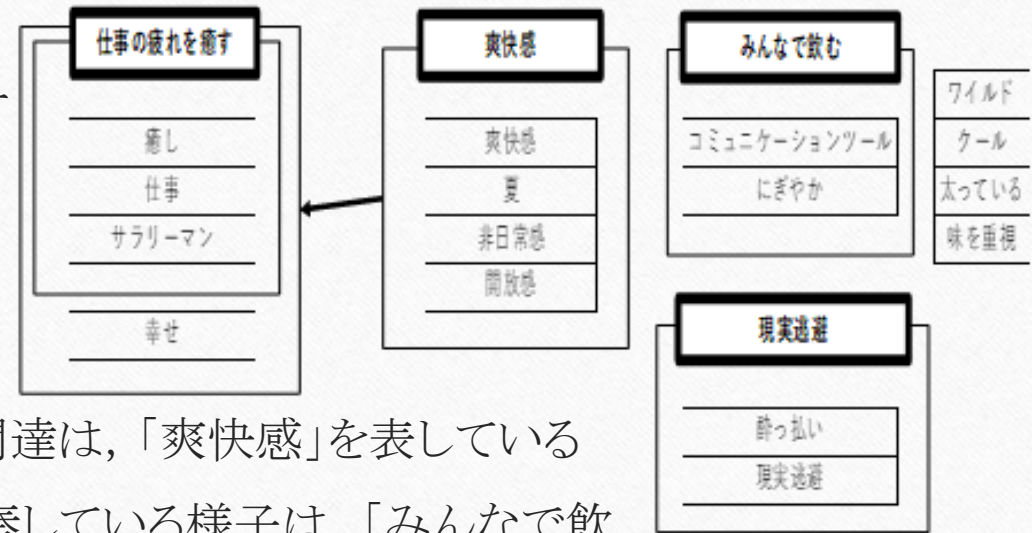 仕事の疲れを癒す
癒し
仕事
サラリーマン
幸せ
爽快感
爽快感
夏
非日常感
開放感
みんなで飲む
コミュニケーションツール
にぎやか
ワイルド
クール
太っている
味を重視
現実逃避
酔っ払い
現実逃避
達は，「爽快感」を表している
している様子は，「みんなで飲